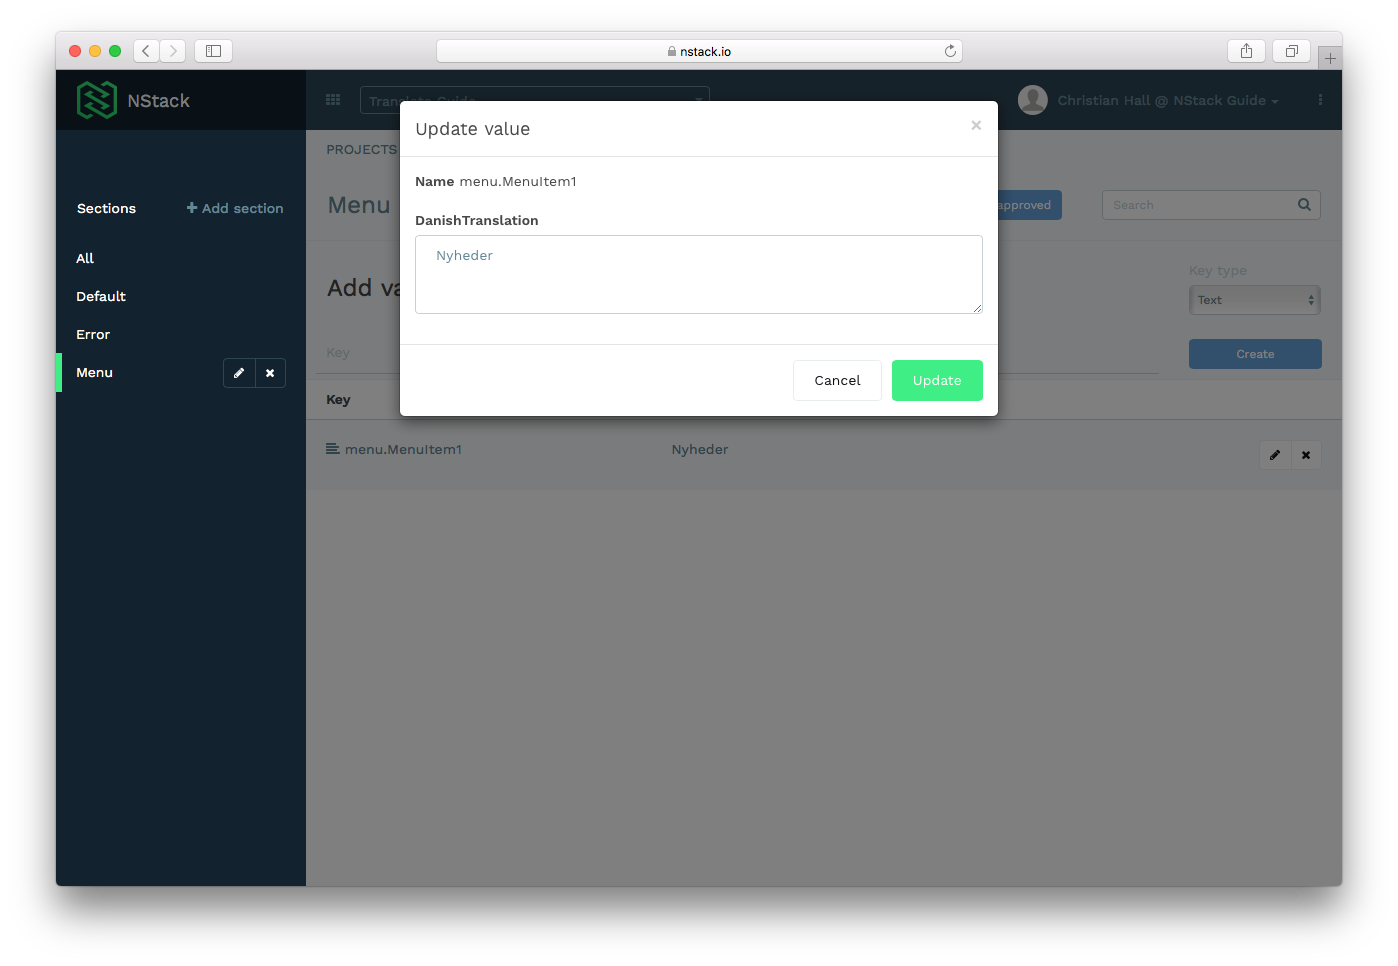 nstack.io
NStack
Translate Guide
Christian Hall @ NStack Guide
Update value
×
PROJECTS
Name menu.MenuItem1
Sections
Add section
Menu
approved
Search
DanishTranslation
Nyheder
All
Key type
Add va
Text
Default
Error
Key
Create
Menu
Cancel
Update
Key
menu.MenuItem1
Nyheder